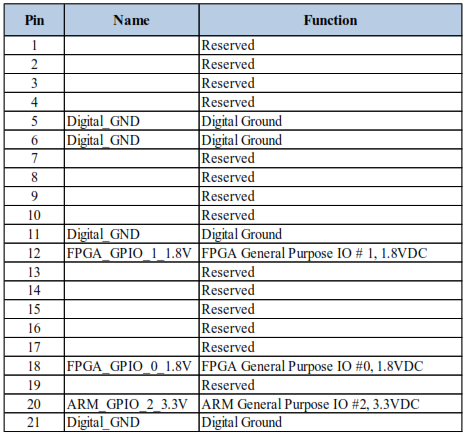 Pin Name Function
1 Reserved
2 Reserved
3 Reserved
4 Reserved
5 Digital_GND Digital Ground
6 Digital_GND Digital Ground
7 Reserved
8 Reserved
9 Reserved
10 Reserved
11 Digital_GND Digital Ground
12 FPGA_GPIO_1_1.8V FPGA General Purpose IO # 1, 1.8VDC
13 Reserved
14 Reserved
15 Reserved
16 Reserved
17 Reserved
18 FPGA_GPIO_0_1.8V FPGA General Purpose IO #0, 1.8VDC
19 Reserved
20 ARM_GPIO_2_3.3V ARM General Purpose IO #2, 3.3VDC
21 Digital_GND Digital Ground